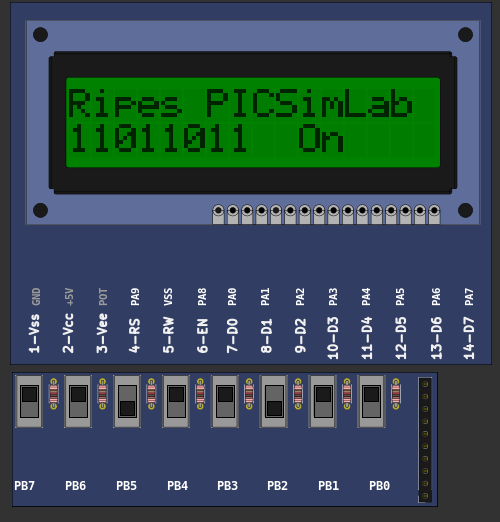 Ripes PICSimLab
11011011  On
GND +5V POT PA9 VSS PA8 PA0 PA1 PA2 PA3 PA4 PA5 PA6 PA7
1-Vss 2-Vcc 3-Vee 4-RS 5-RW 6-EN 7-D0 8-D1 9-D2 10-D3 11-D4 12-D5 13-D6 14-D7
PB7 PB6 PB5 PB4 PB3 PB2 PB1 PB0